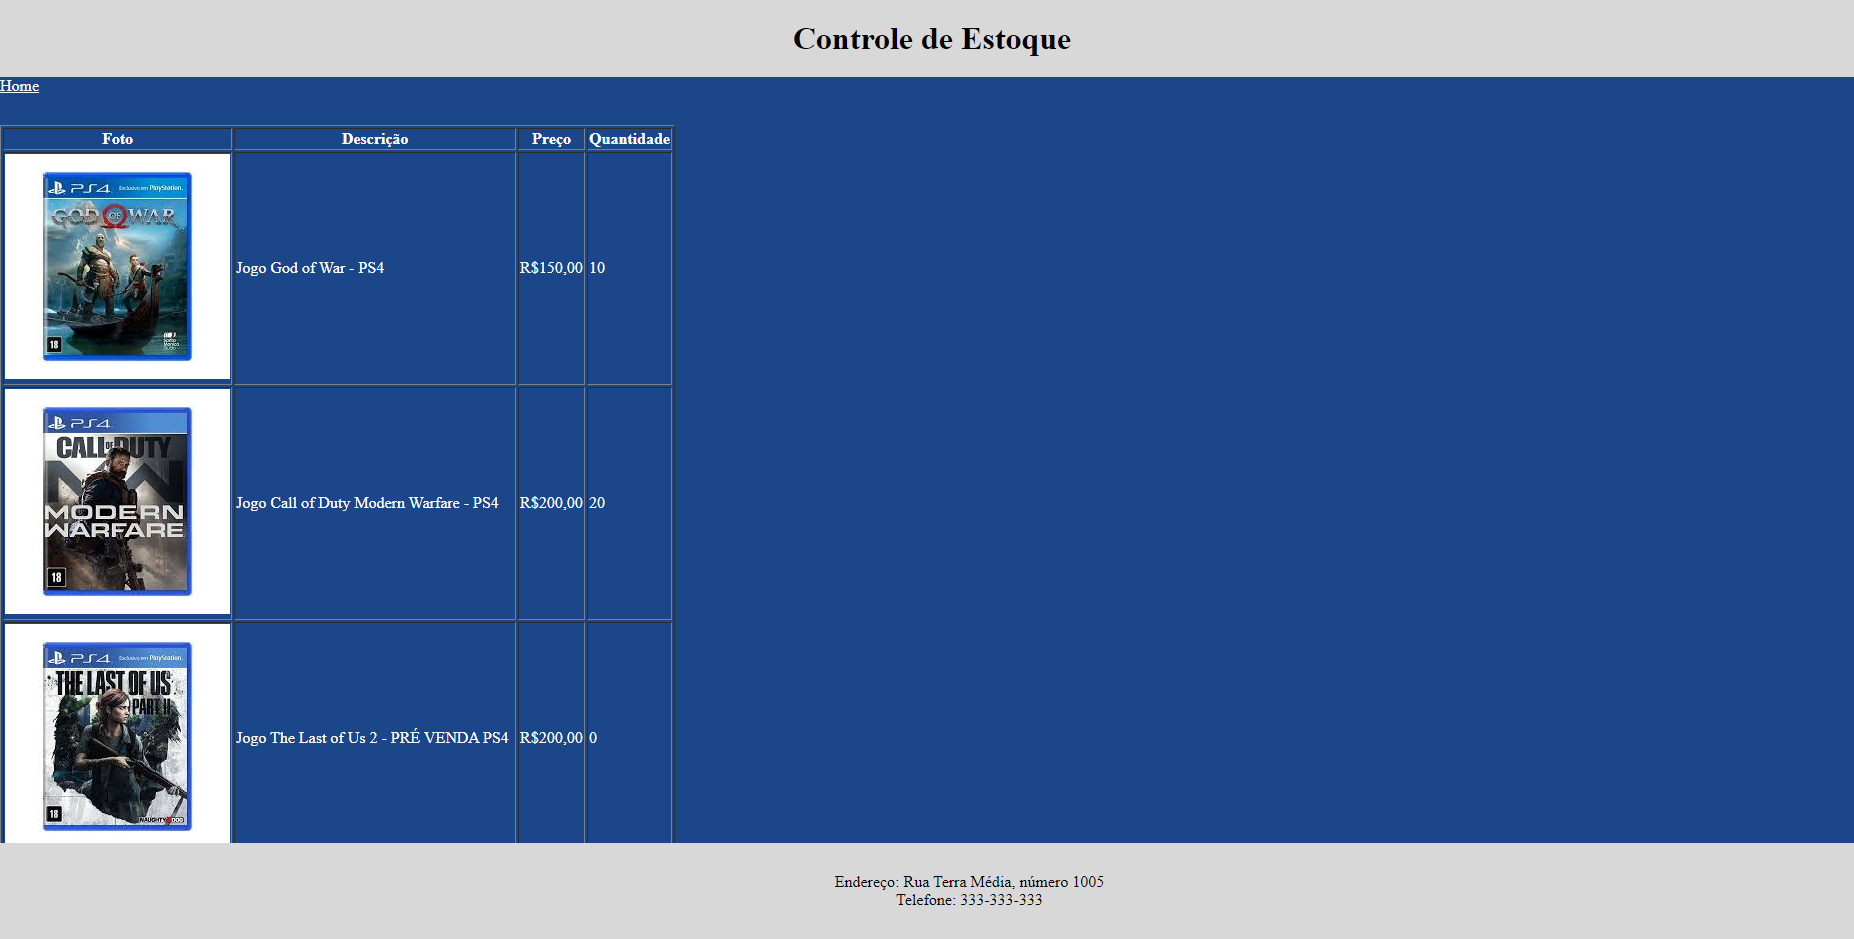 Controle de Estoque
Home
Foto Descrição Preço Quantidade
PS4 Exclusivo em PlayStation.
GOD OF WAR
18
Jogo God of War - PS4 R$150,00 10
PS4
CALL OF DUTY
MODERN
WARFARE
18
Jogo Call of Duty Modern Warfare - PS4 R$200,00 20
PS4 Exclusivo em PlayStation.
THE LAST OF US
PART II
18
NAUGHTY DOG
Jogo The Last of Us 2 - PRÉ VENDA PS4 R$200,00 0
Endereço: Rua Terra Média, número 1005
Telefone: 333-333-333